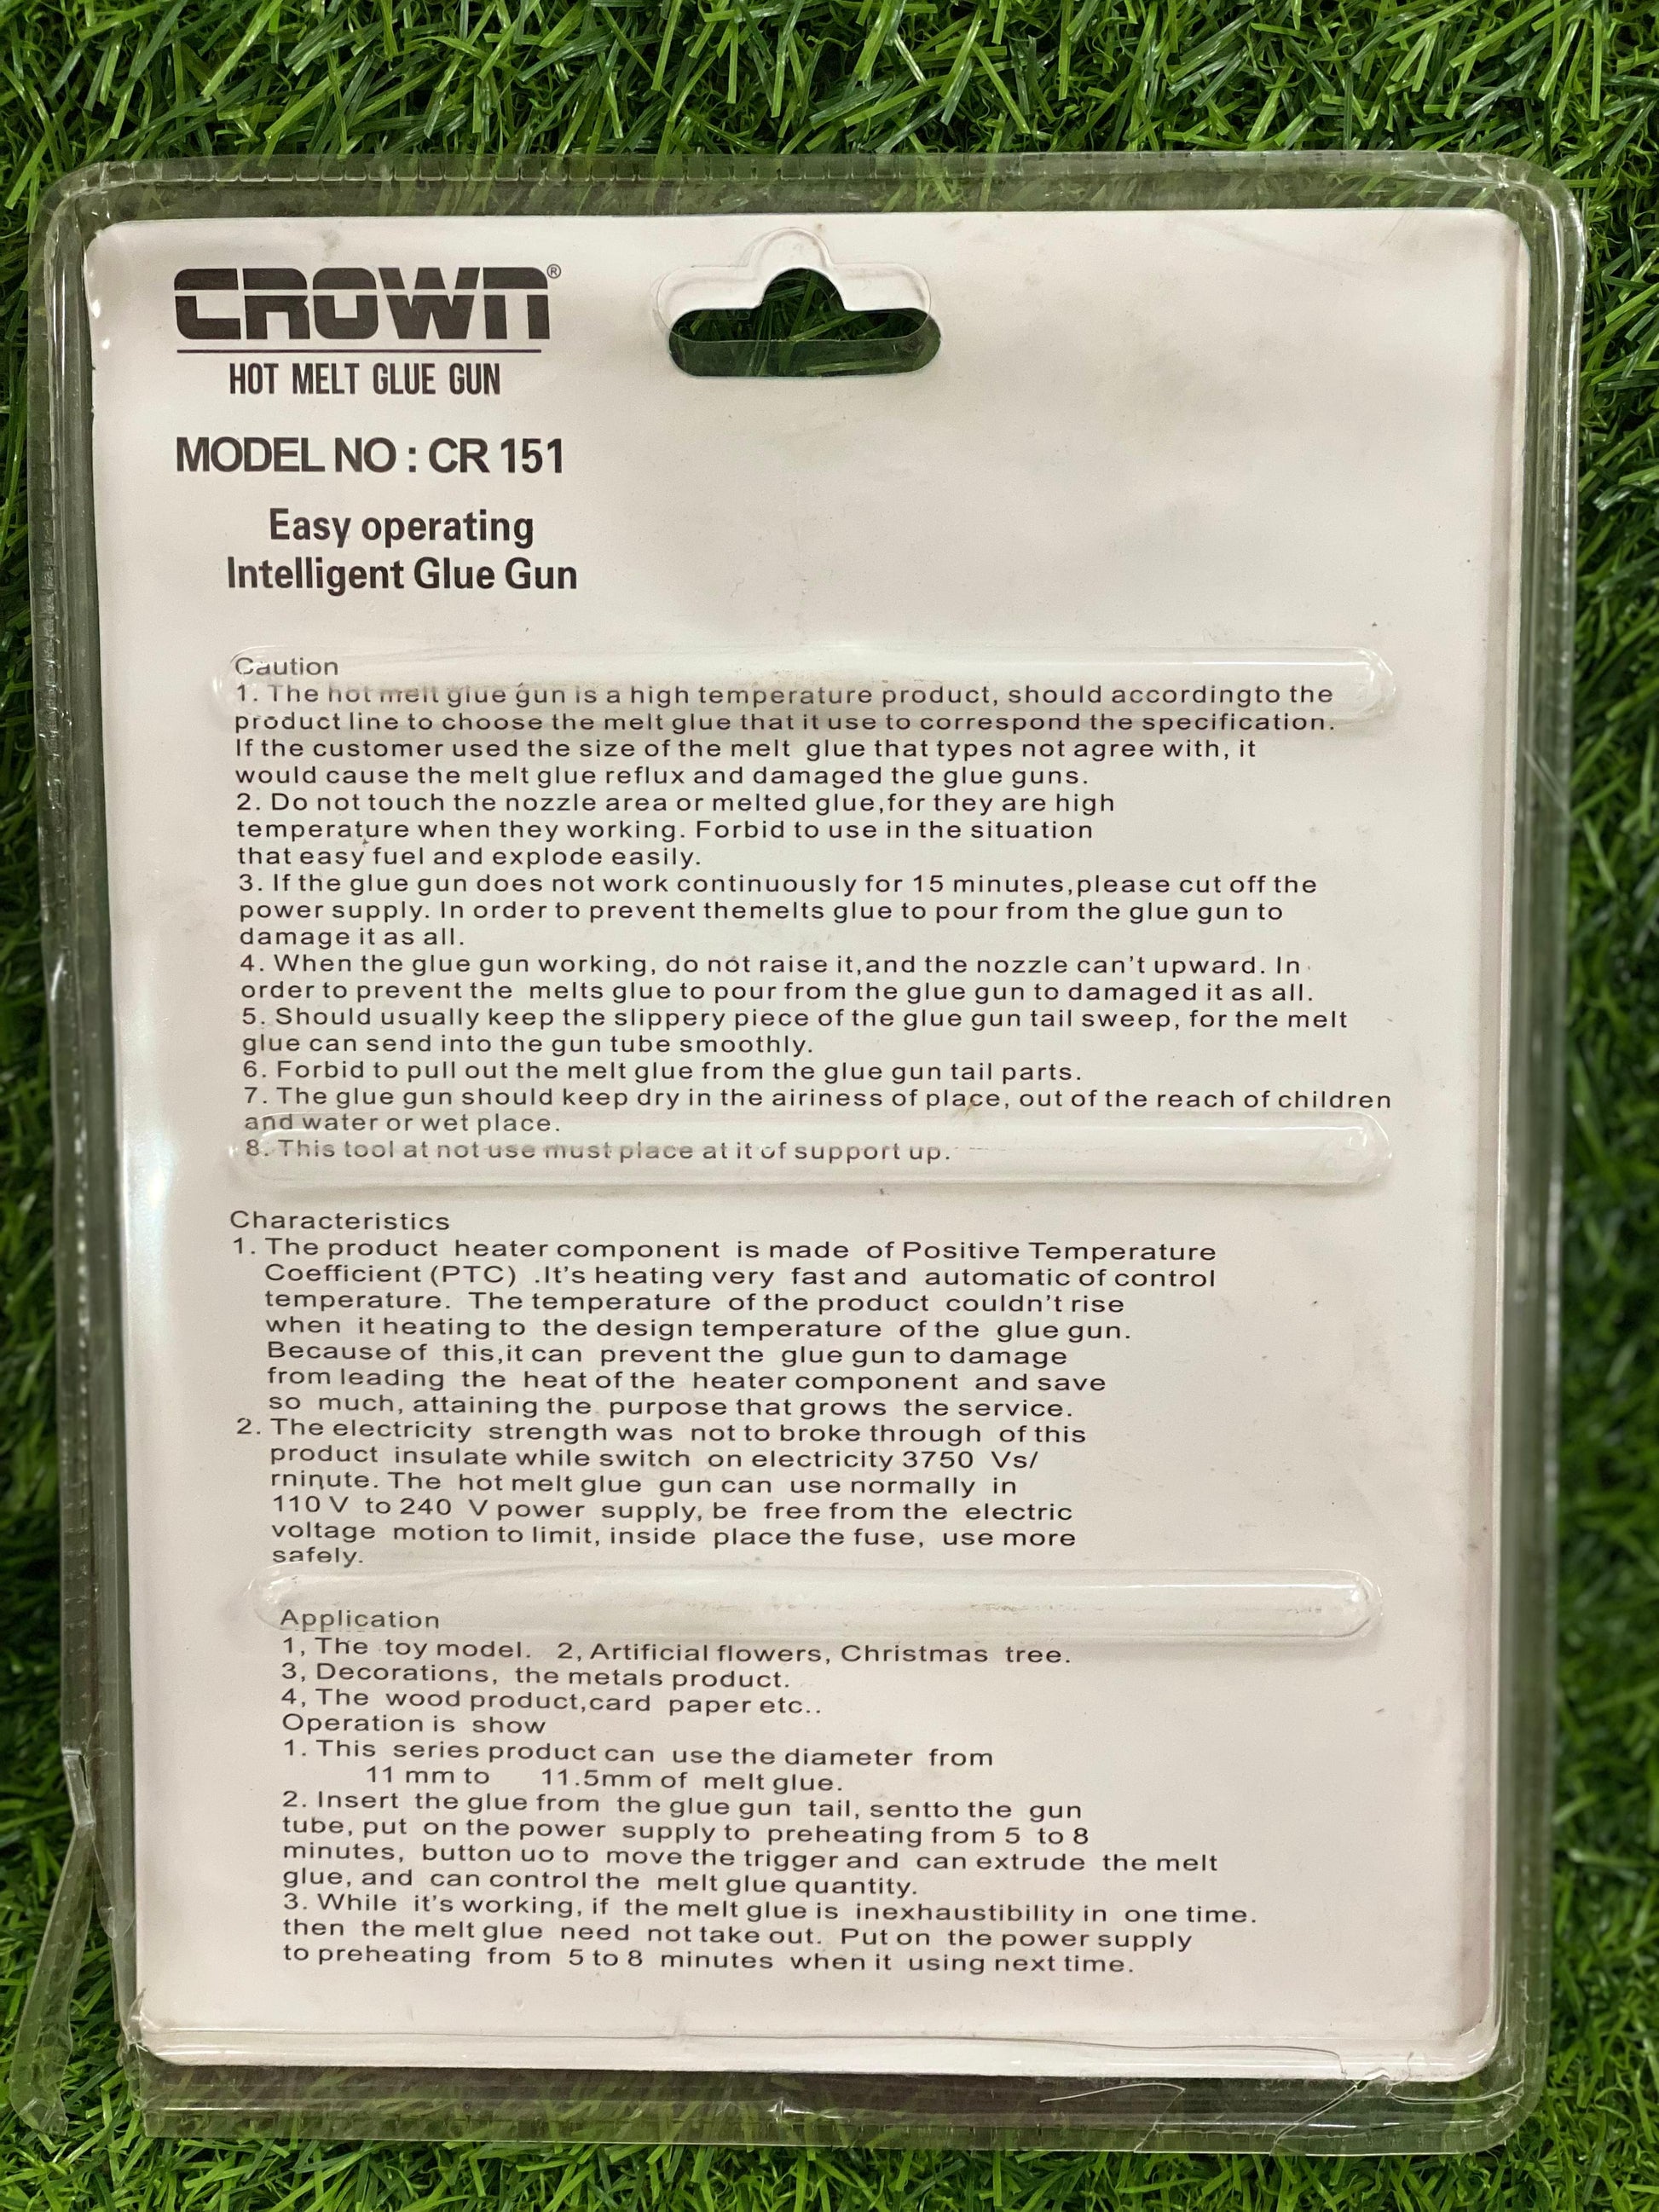 CROWN®
HOT MELT GLUE GUN
MODEL NO : CR 151
Easy operating
Intelligent Glue Gun
Caution
1. The hot melt glue gun is a high temperature product, should accordingto the
product line to choose the melt glue that it use to correspond the specification.
If the customer used the size of the melt glue that types not agree with, it
would cause the melt glue reflux and damaged the glue guns.
2. Do not touch the nozzle area or melted glue,for they are high
temperature when they working. Forbid to use in the situation
that easy fuel and explode easily.
3. If the glue gun does not work continuously for 15 minutes,please cut off the
power supply. In order to prevent themelts glue to pour from the glue gun to
damage it as all.
4. When the glue gun working, do not raise it,and the nozzle can't upward. In
order to prevent the melts glue to pour from the glue gun to damaged it as all.
5. Should usually keep the slippery piece of the glue gun tail sweep, for the melt
glue can send into the gun tube smoothly.
6. Forbid to pull out the melt glue from the glue gun tail parts.
7. The glue gun should keep dry in the airiness of place, out of the reach of children
and water or wet place.
8. This tool at not use must place at it of support up.
Characteristics
1. The product heater component is made of Positive Temperature
Coefficient (PTC) .It's heating very fast and automatic of control
temperature. The temperature of the product couldn't rise
when it heating to the design temperature of the glue gun.
Because of this,it can prevent the glue gun to damage
from leading the heat of the heater component and save
so much, attaining the purpose that grows the service.
2. The electricity strength was not to broke through of this
product insulate while switch on electricity 3750 Vs/
rninute. The hot melt glue gun can use normally in
110 V to 240 V power supply, be free from the electric
voltage motion to limit, inside place the fuse, use more
safely.
Application
1, The toy model. 2, Artificial flowers, Christmas tree.
3, Decorations, the metals product.
4, The wood product,card paper etc..
Operation is show
1. This series product can use the diameter from
11 mm to 11.5mm of melt glue.
2. Insert the glue from the glue gun tail, sentto the gun
tube, put on the power supply to preheating from 5 to 8
minutes, button uo to move the trigger and can extrude the melt
glue, and can control the melt glue quantity.
3. While it's working, if the melt glue is inexhaustibility in one time.
then the melt glue need not take out. Put on the power supply
to preheating from 5 to 8 minutes when it using next time.